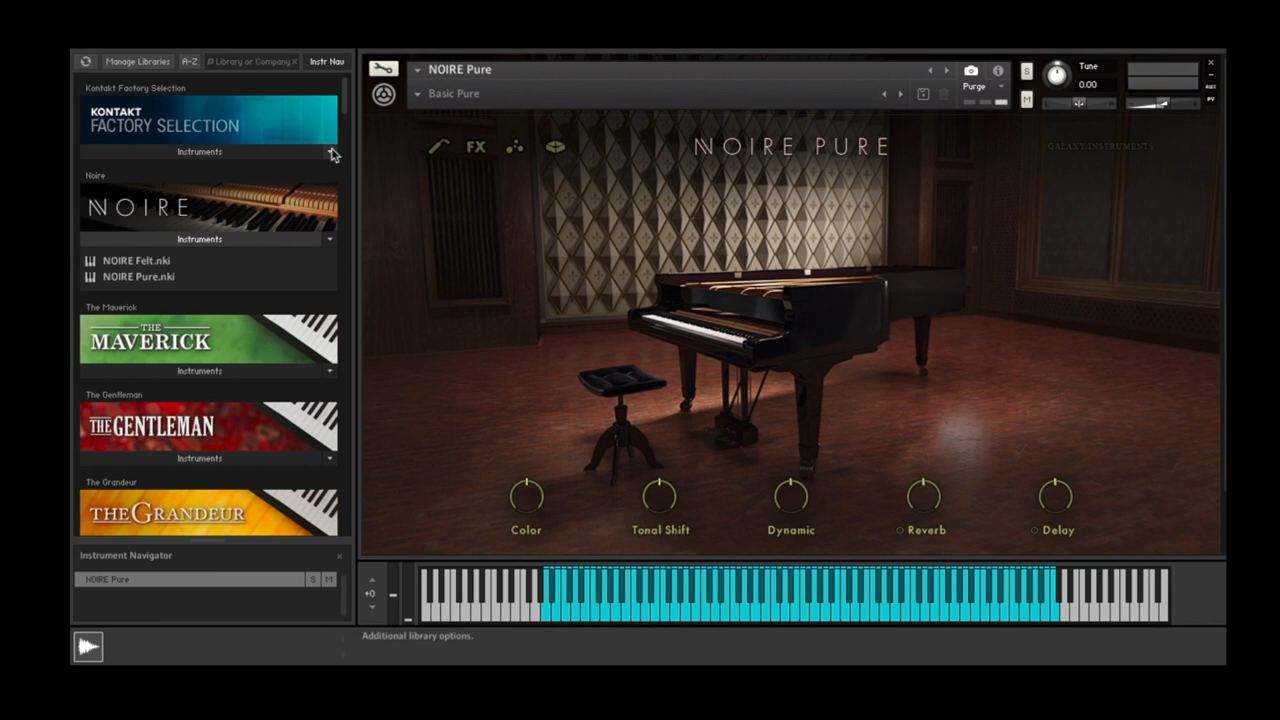 Manage Libraries A-Z Library or Company × Instr Nav
Kontakt Factory Selection
KONTAKT
FACTORY SELECTION
Instruments
Noire
NOIRE
Instruments
NOIRE Felt.nki
NOIRE Pure.nki
The Maverick
THE
MAVERICK
Instruments
The Gentleman
THE GENTLEMAN
Instruments
The Grandeur
THE GRANDEUR
Instrument Navigator ×
NOIRE Pure S M
NOIRE Pure
Basic Pure
Purge
S
M
Tune
0.00
×
AUX
PV
FX
NOIRE PURE
GALAXY INSTRUMENTS
Color Tonal Shift Dynamic Reverb Delay
+0
Additional library options.